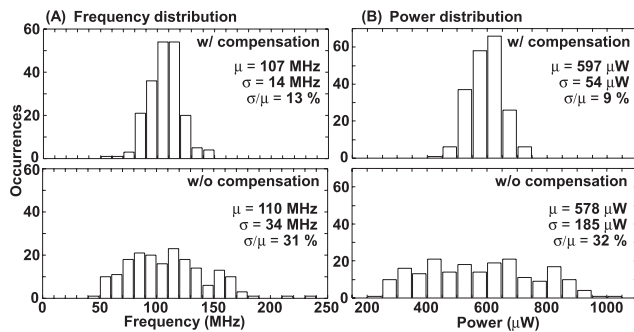 (A) Frequency distribution
w/ compensation
μ = 107 MHz
σ = 14 MHz
σ/μ = 13 %
60
40
20
0
w/o compensation
μ = 110 MHz
σ = 34 MHz
σ/μ = 31 %
60
40
20
0
Occurrences
0 50 100 150 200 250
Frequency (MHz)
(B) Power distribution
w/ compensation
μ = 597 μW
σ = 54 μW
σ/μ = 9 %
60
40
20
0
w/o compensation
μ = 578 μW
σ = 185 μW
σ/μ = 32 %
60
40
20
0
200 400 600 800 1000
Power (μW)